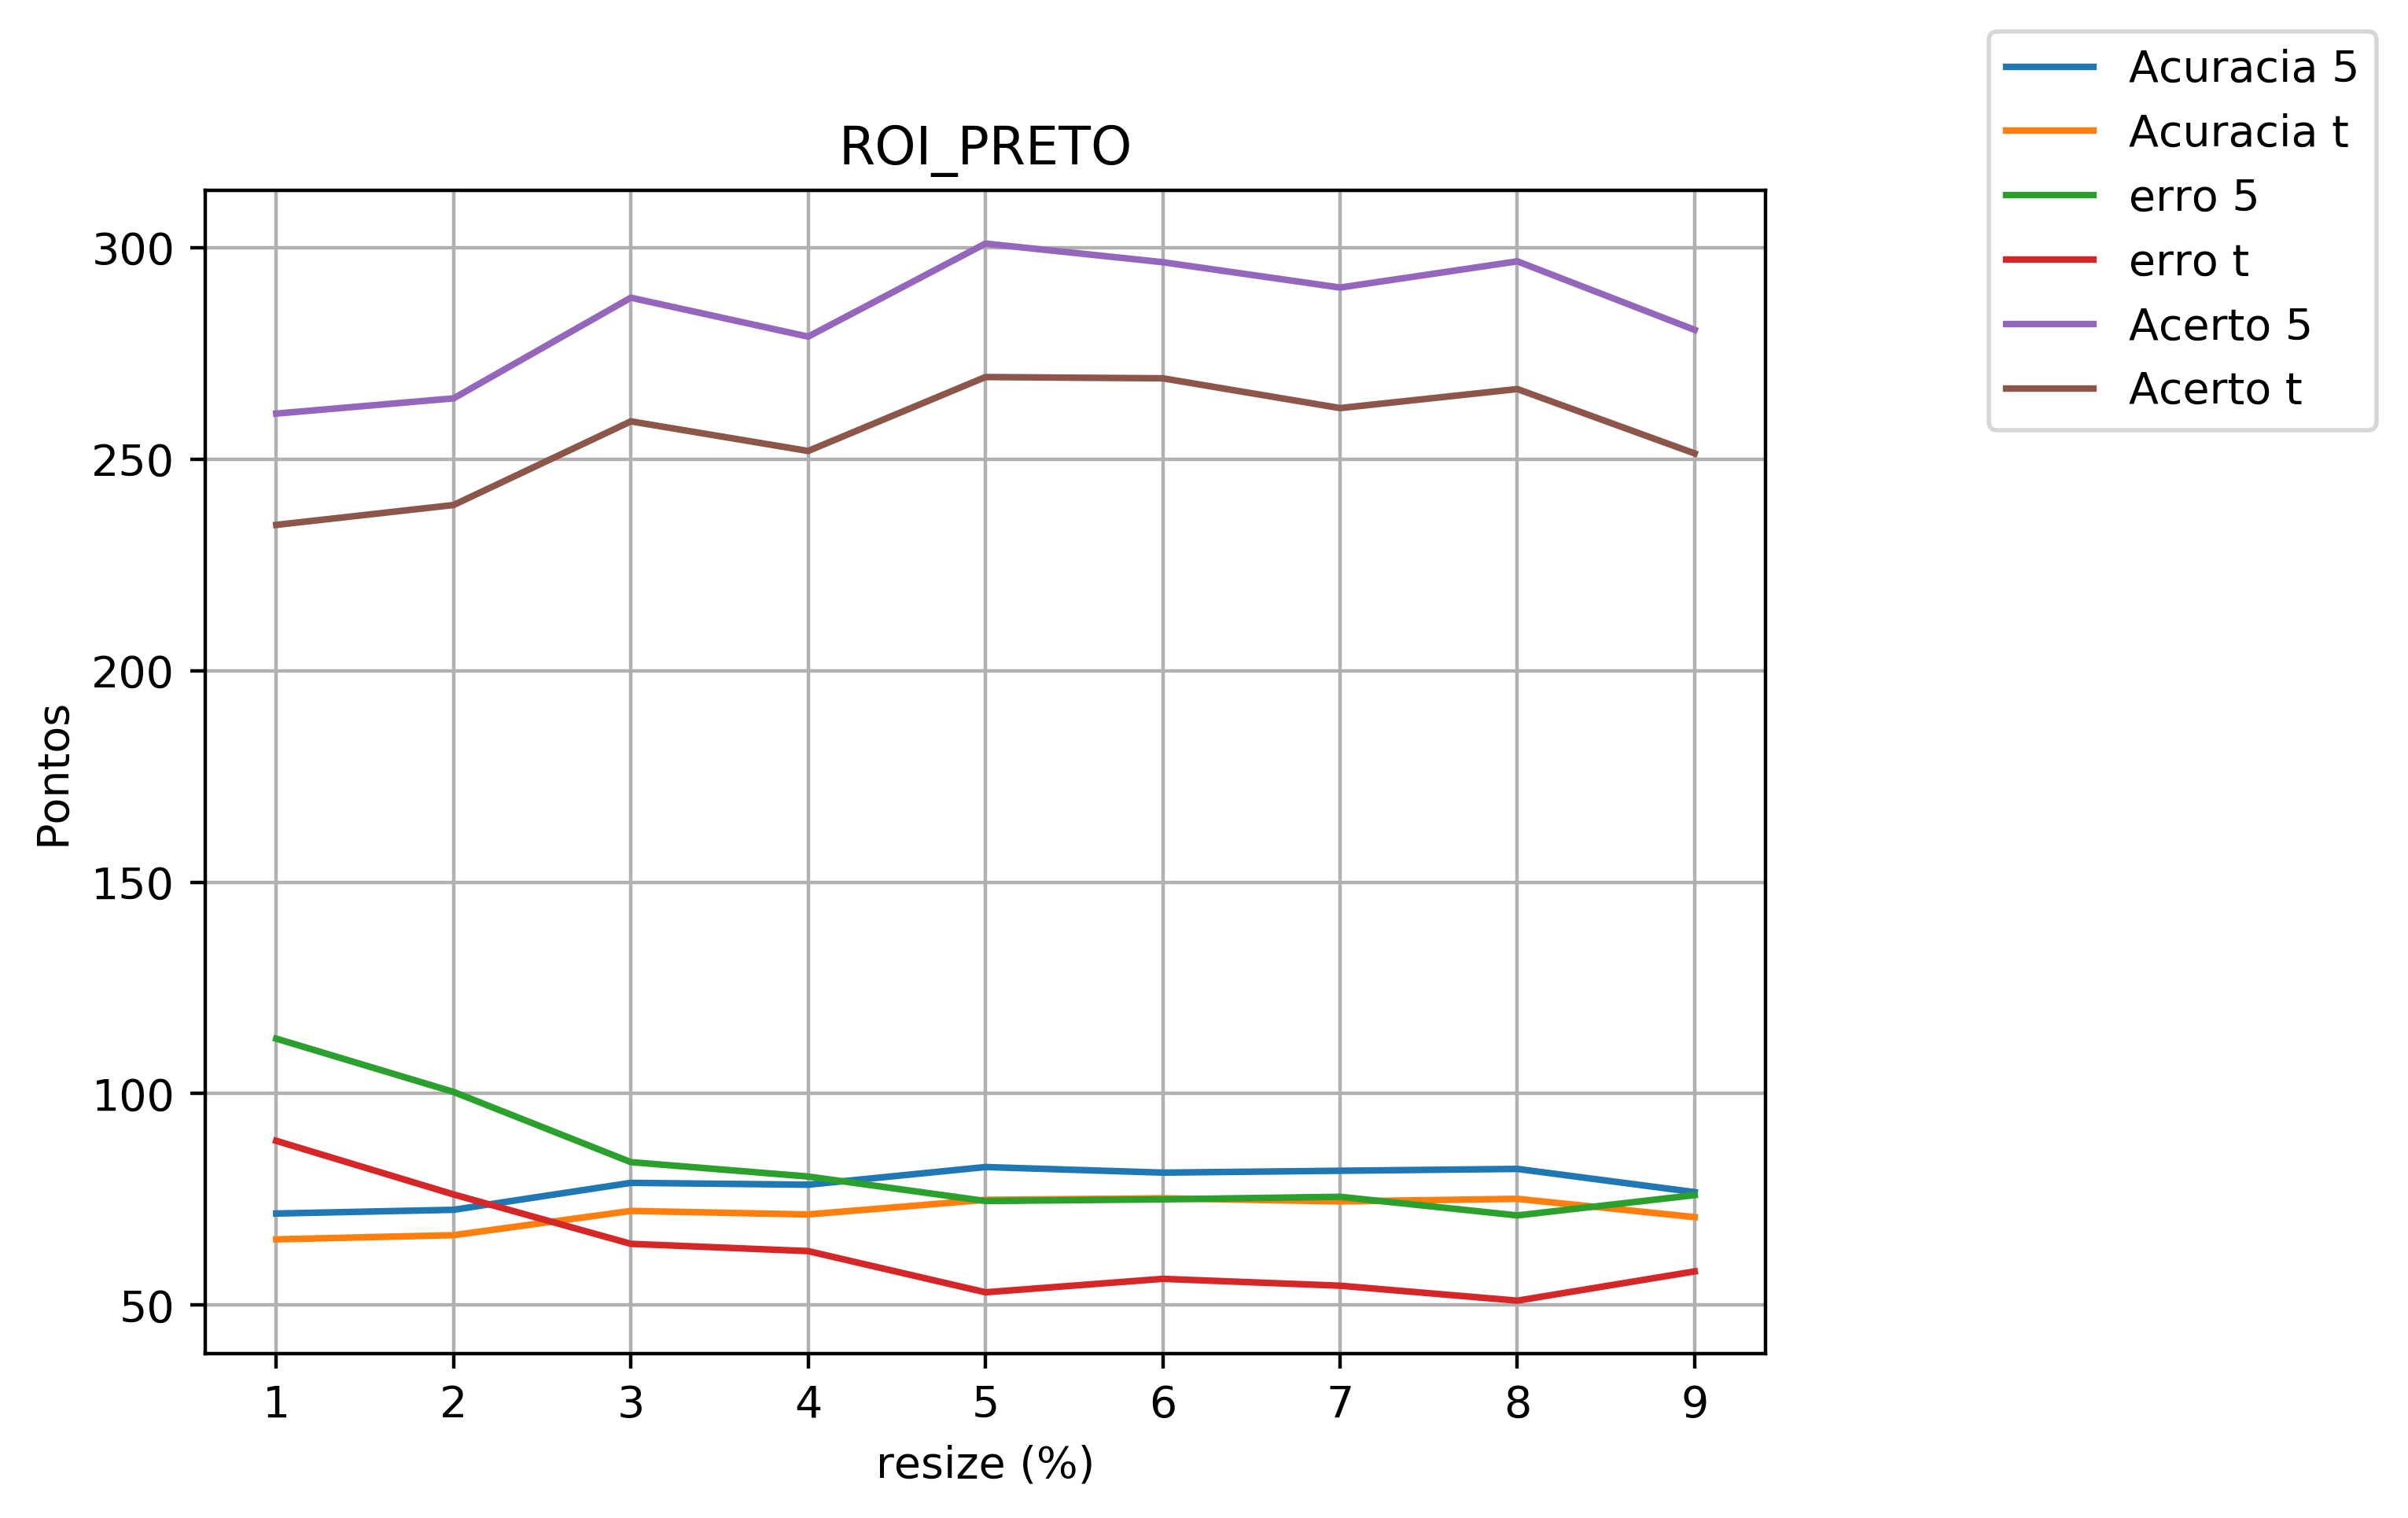 ROI_PRETO
Acuracia 5
Acuracia t
erro 5
erro t
Acerto 5
Acerto t
300
250
200
150
100
50
Pontos
1 2 3 4 5 6 7 8 9
resize (%)